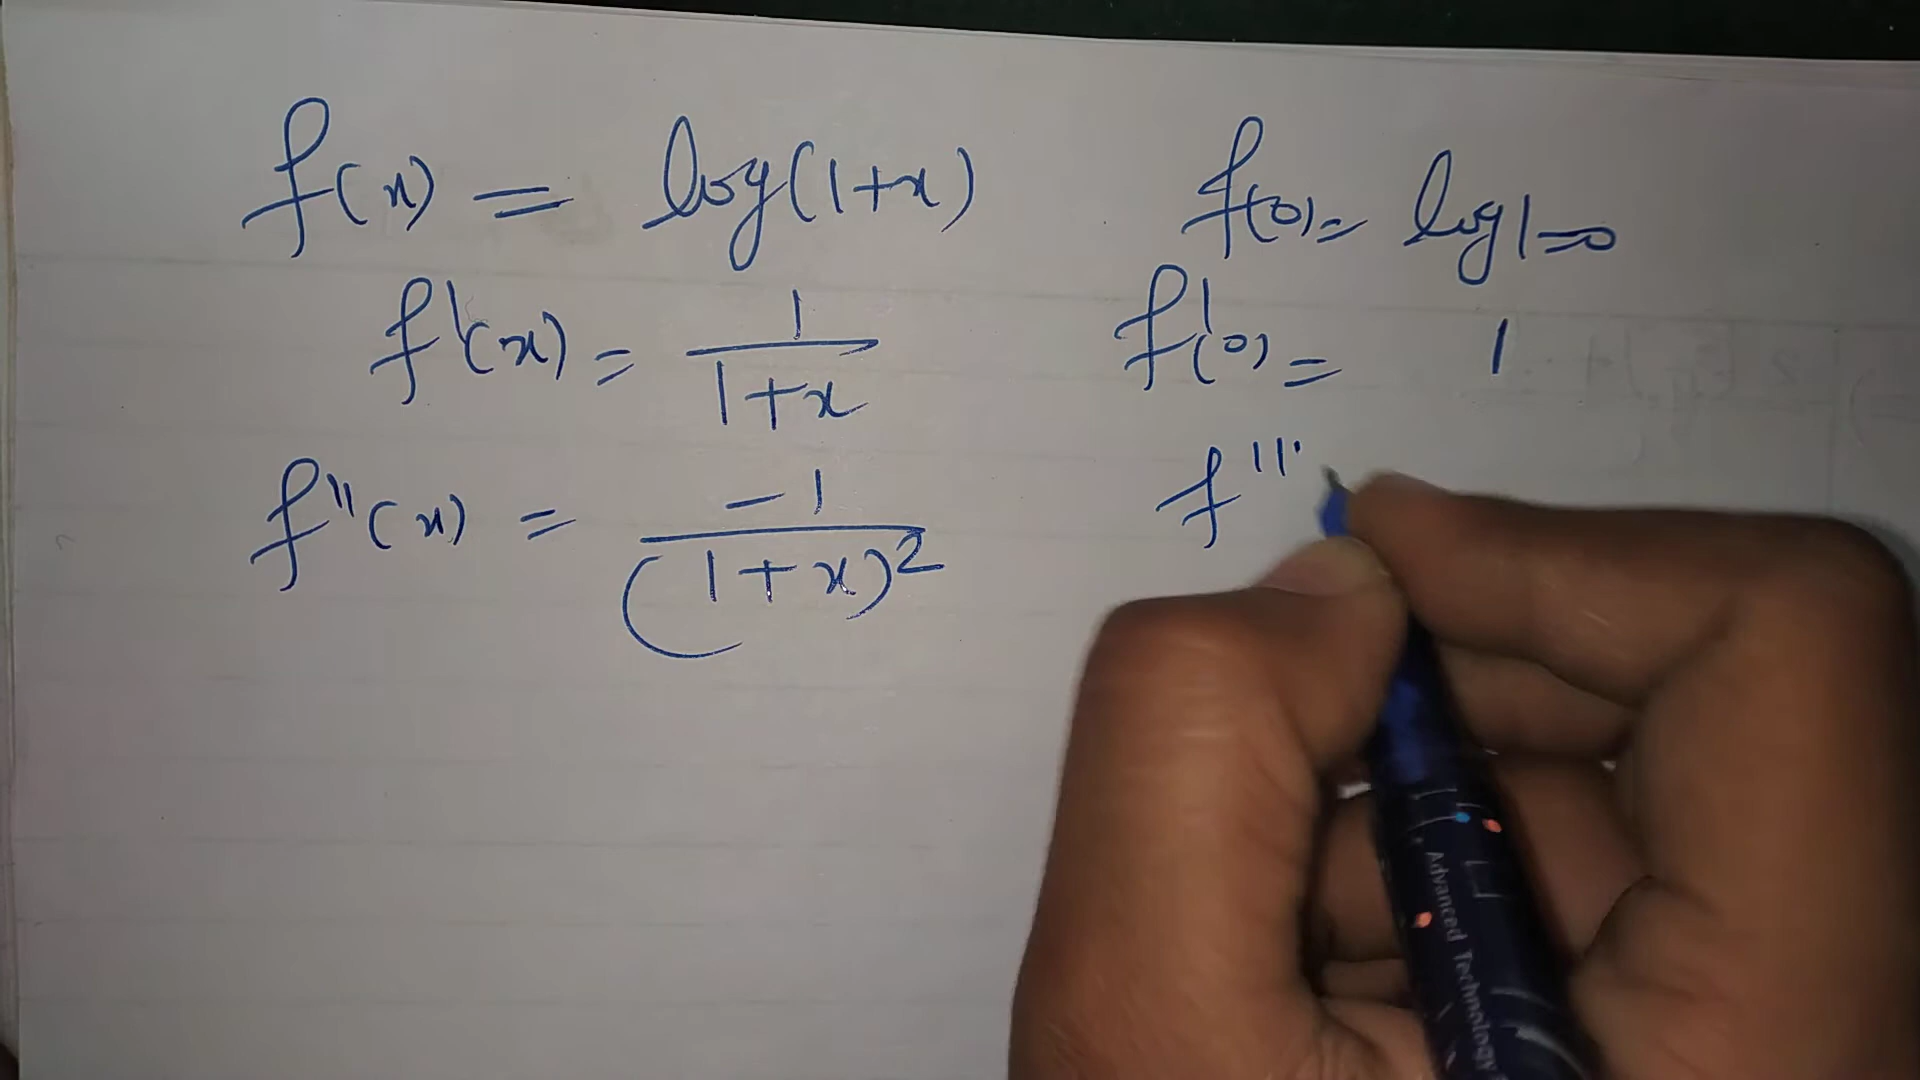 f(x) = log(1+x) f(0) = log1=0
f'(x) = 1/(1+x) f'(0) = 1
f''(x) = -1/(1+x)² f''
Advanced Technology